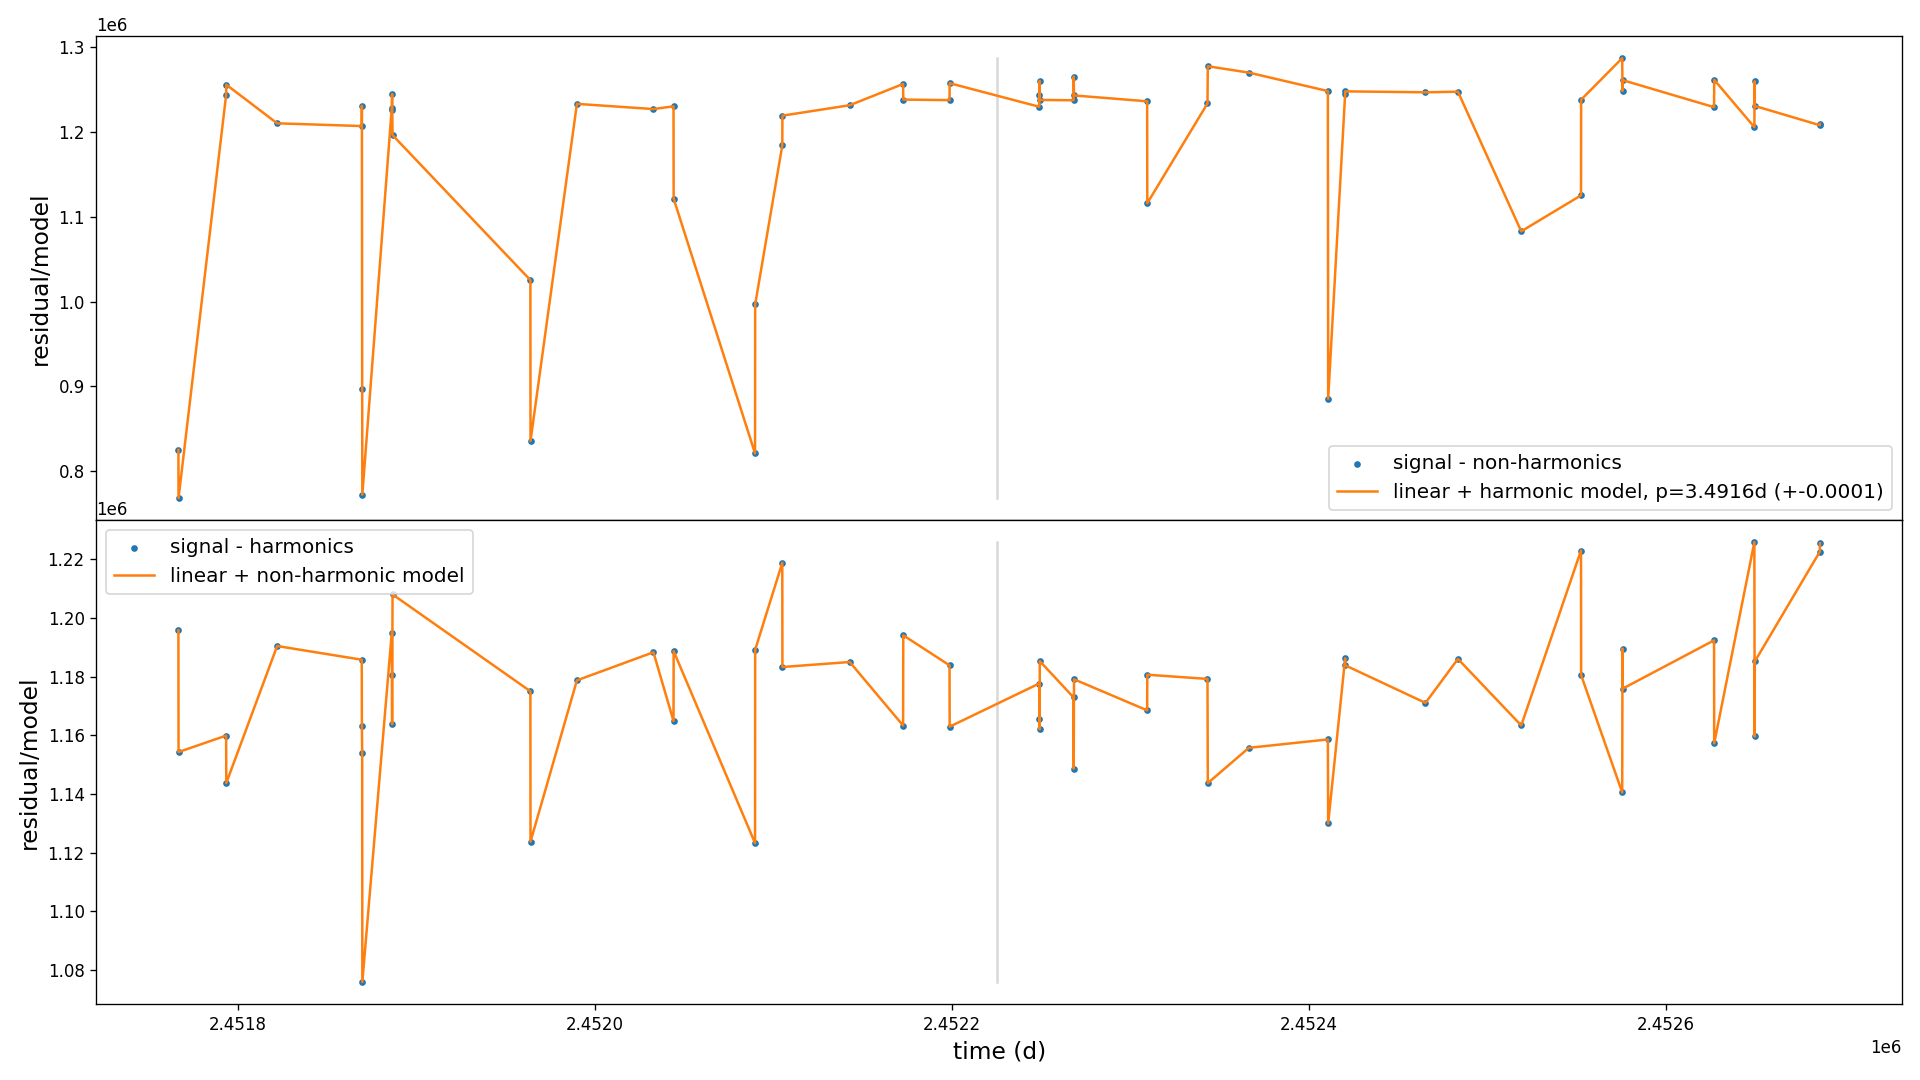 1e6
1.3
1.2
1.1
1.0
0.9
0.8
residual/model
signal - non-harmonics
linear + harmonic model, p=3.4916d (+-0.0001)
1e6
signal - harmonics
linear + non-harmonic model
1.22
1.20
1.18
1.16
1.14
1.12
1.10
1.08
residual/model
2.4518 2.4520 2.4522 2.4524 2.4526
1e6
time (d)